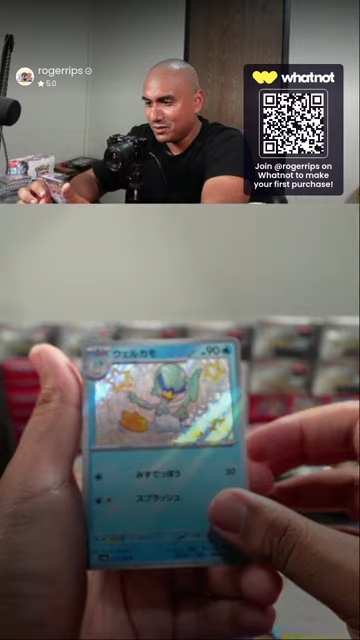 rogerrips
★ 5.0
whatnot
Join @rogerrips on
Whatnot to make
your first purchase!
ウェルカモ
90
みずでっぽう 30
スプラッシュ